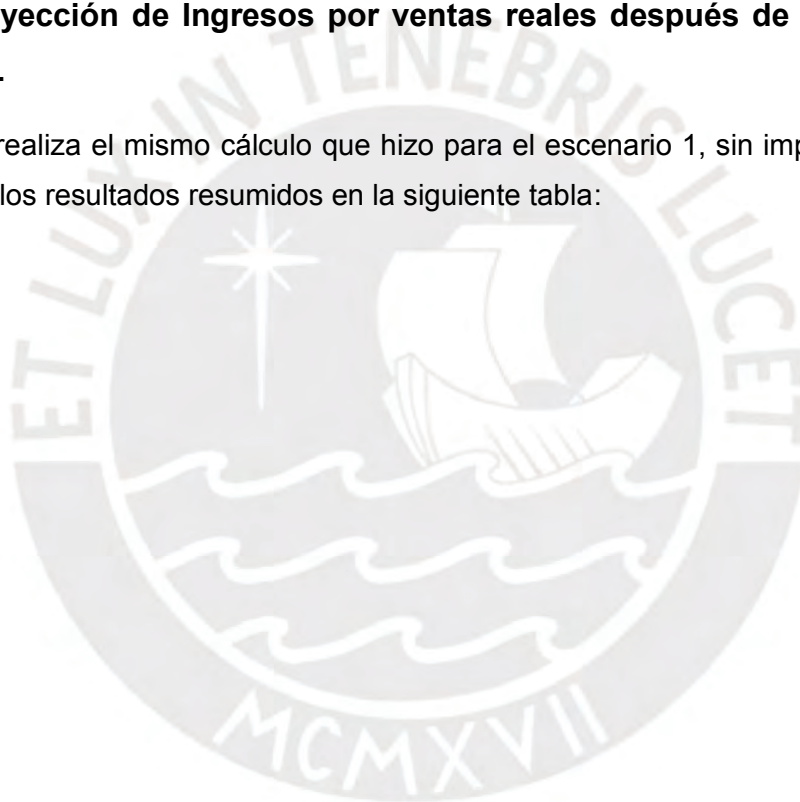 yección de Ingresos por ventas reales después de
.
realiza el mismo cálculo que hizo para el escenario 1, sin imp
los resultados resumidos en la siguiente tabla:
ET LUX IN TENEBRIS LUCET
MCMXVII